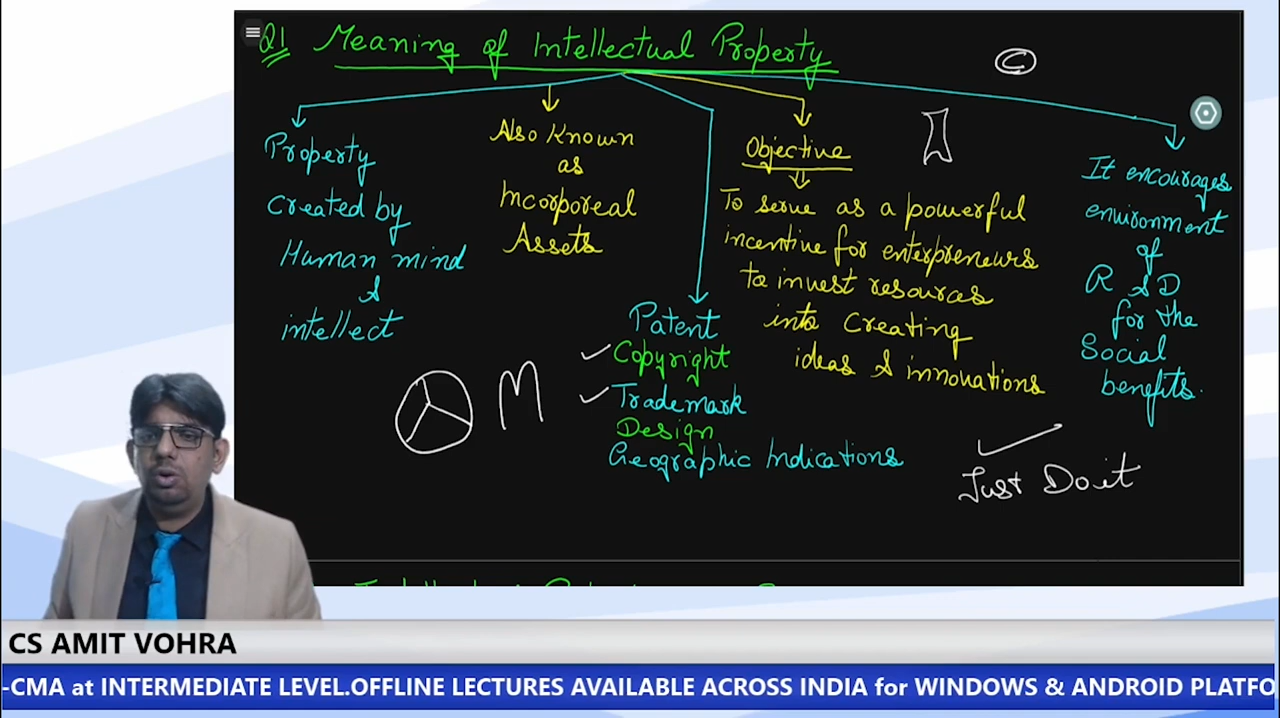 Q1 Meaning of Intellectual Property
©
Property
Created by
Human mind
&
intellect
Also Known
as
Incorporeal
Assets
Patent
Copyright
Trademark
Design
Geographic Indications
Objective
To serve as a powerful
incentive for enterpreneurs
to invest resources
into Creating
ideas & innovations
It encourages
environment
of
R & D
for the
Social
benefits.
M
Just Do it
CS AMIT VOHRA
-CMA at INTERMEDIATE LEVEL.OFFLINE LECTURES AVAILABLE ACROSS INDIA for WINDOWS & ANDROID PLATFO